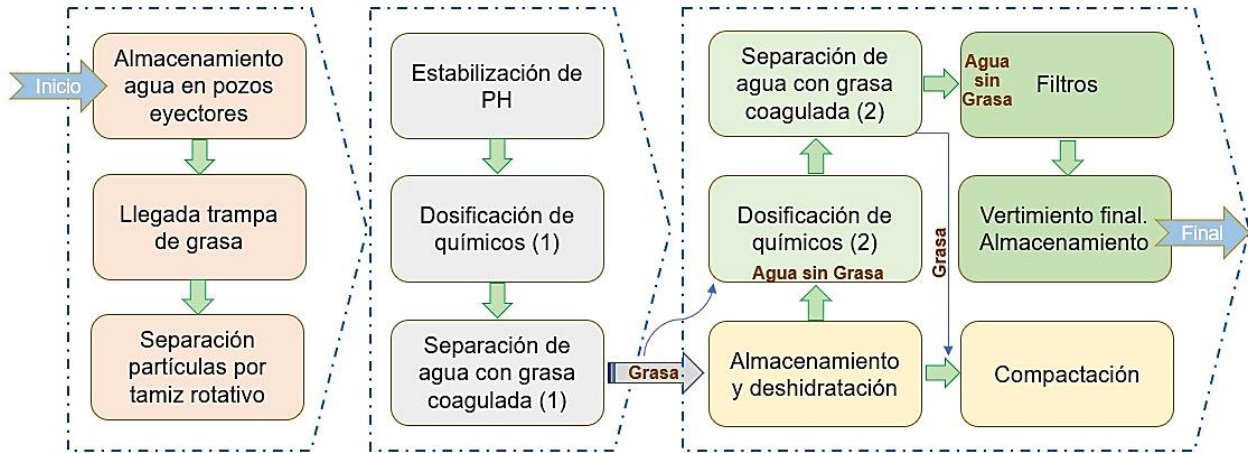 Inicio
Almacenamiento
agua en pozos
eyectores
Llegada trampa
de grasa
Separación
partículas por
tamiz rotativo
Estabilización de
PH
Dosificación de
químicos (1)
Separación de
agua con grasa
coagulada (1)
Grasa
Separación de
agua con grasa
coagulada (2)
Dosificación de
químicos (2)
Agua sin Grasa
Almacenamiento
y deshidratación
Agua
sin
Grasa
Filtros
Vertimiento final.
Almacenamiento
Final
Grasa
Compactación